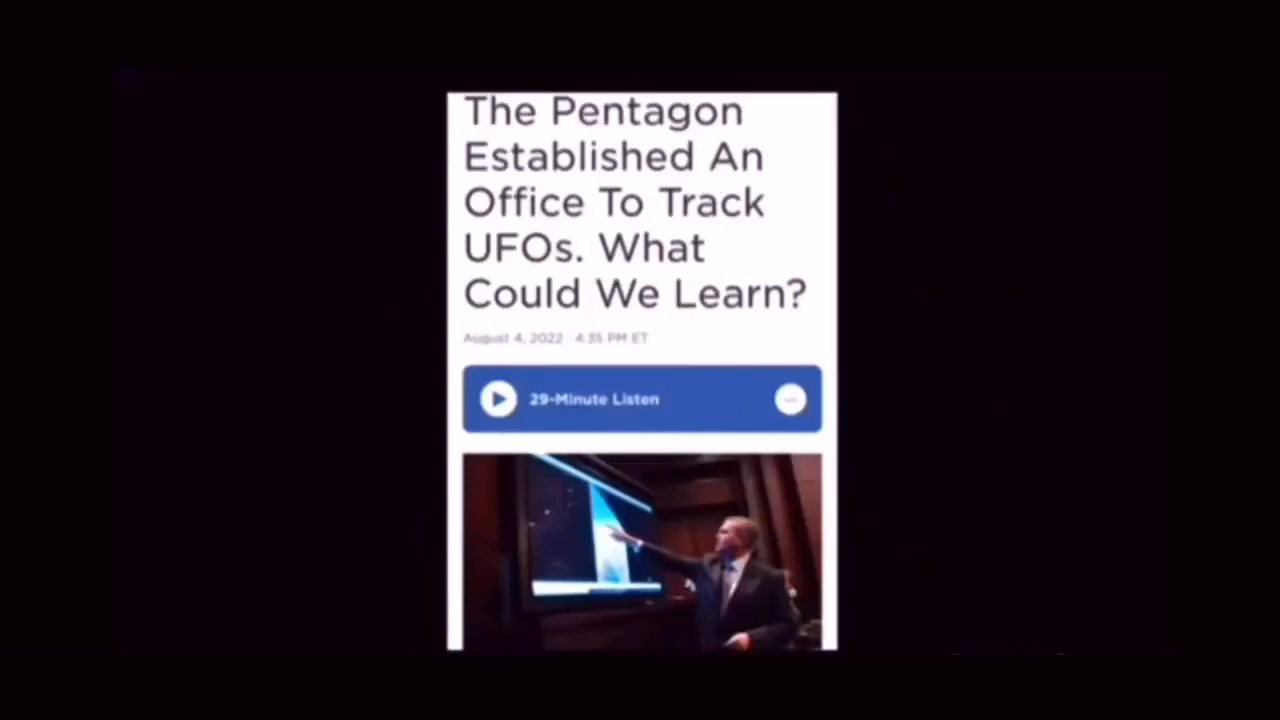 The Pentagon
Established An
Office To Track
UFOs. What
Could We Learn?
August 4, 2022 4:35 PM ET
29-Minute Listen